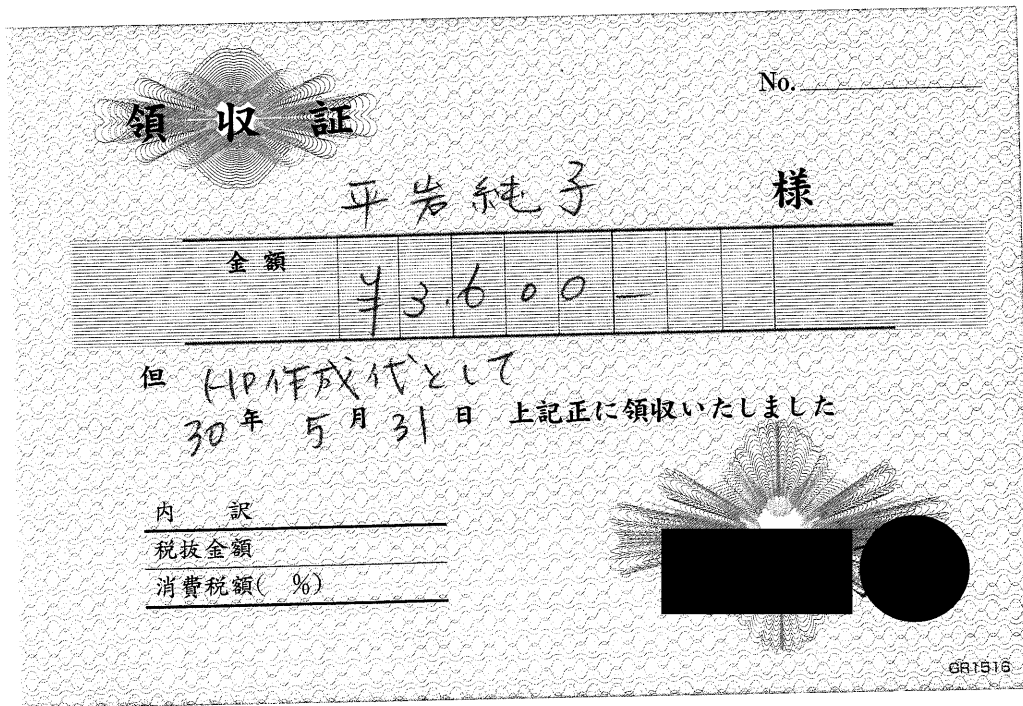 領収証
No.
平岩純子 様
金額 ¥3.600-
但 HP作成代として
30年 5月 31日 上記正に領収いたしました
内 訳
税抜金額
消費税額( %)
GR1516